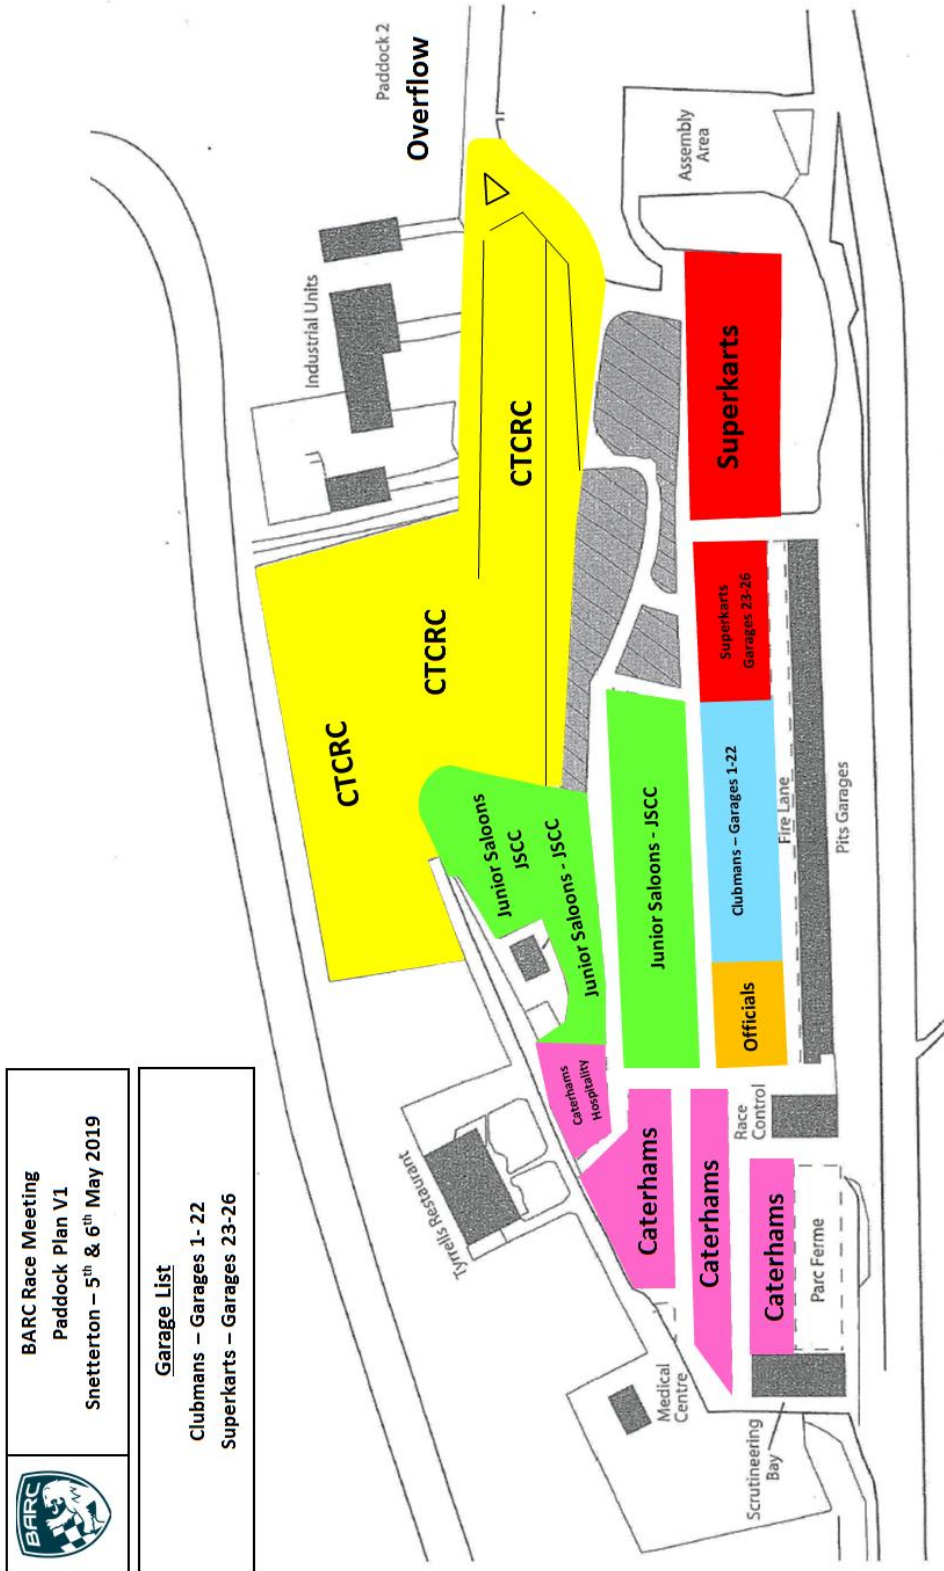 BARC
BARC Race Meeting
Paddock Plan V1
Snetterton – 5th & 6th May 2019
Garage List
Clubmans – Garages 1- 22
Superkarts – Garages 23-26
Paddock 2
Overflow
Industrial Units
CTCRC
CTCRC
CTCRC
Assembly
Area
Superkarts
Superkarts
Garages 23-26
Clubmans – Garages 1-22
Officials
Fire Lane
Pits Garages
Junior Saloons
JSCC
Junior Saloons - JSCC
Junior Saloons - JSCC
Caterhams
Hospitality
Tyrrells Restaurant
Caterhams
Caterhams
Caterhams
Race
Control
Parc Ferme
Medical
Centre
Scrutineering
Bay